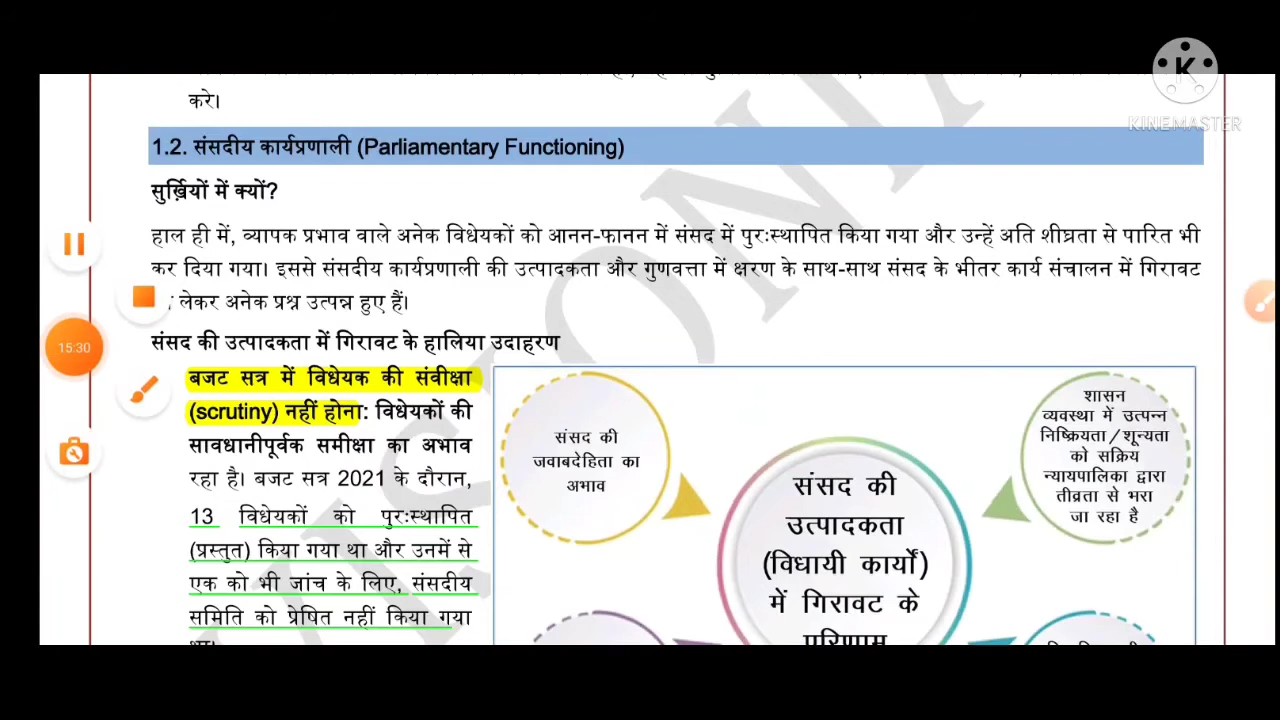 करे।
KINEMASTER
1.2. संसदीय कार्यप्रणाली (Parliamentary Functioning)
सुर्ख़ियों में क्यों?
हाल ही में, व्यापक प्रभाव वाले अनेक विधेयकों को आनन-फानन में संसद में पुरःस्थापित किया गया और उन्हें अति शीघ्रता से पारित भी
कर दिया गया। इससे संसदीय कार्यप्रणाली की उत्पादकता और गुणवत्ता में क्षरण के साथ-साथ संसद के भीतर कार्य संचालन में गिरावट
लेकर अनेक प्रश्न उत्पन्न हुए हैं।
संसद की उत्पादकता में गिरावट के हालिया उदाहरण
15:30
बजट सत्र में विधेयक की संवीक्षा
(scrutiny) नहीं होना: विधेयकों की
सावधानीपूर्वक समीक्षा का अभाव
रहा है। बजट सत्र 2021 के दौरान,
13 विधेयकों को पुरःस्थापित
(प्रस्तुत) किया गया था और उनमें से
एक को भी जांच के लिए, संसदीय
समिति को प्रेषित नहीं किया गया
संसद की
जवाबदेहिता का
अभाव
संसद की
उत्पादकता
(विधायी कार्यों)
में गिरावट के
परिणाम
शासन
व्यवस्था में उत्पन्न
निष्क्रियता/शून्यता
को सक्रिय
न्यायपालिका द्वारा
तीव्रता से भरा
जा रहा है